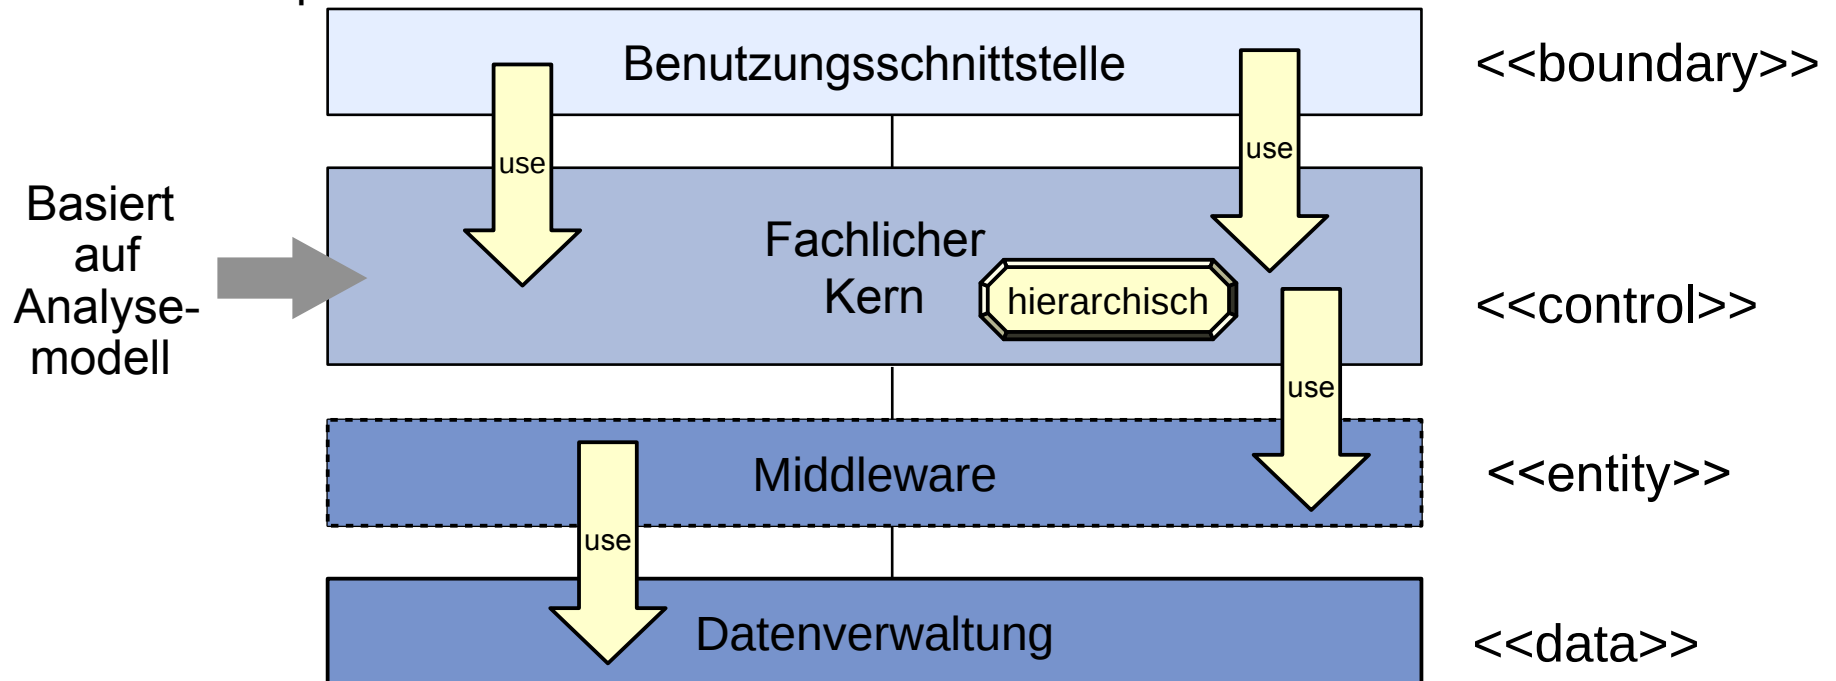 Benutzungsschnittstelle
<<boundary>>
use
use
Basiert
auf
Analyse-
modell
Fachlicher
Kern
hierarchisch
<<control>>
use
Middleware
<<entity>>
use
Datenverwaltung
<<data>>